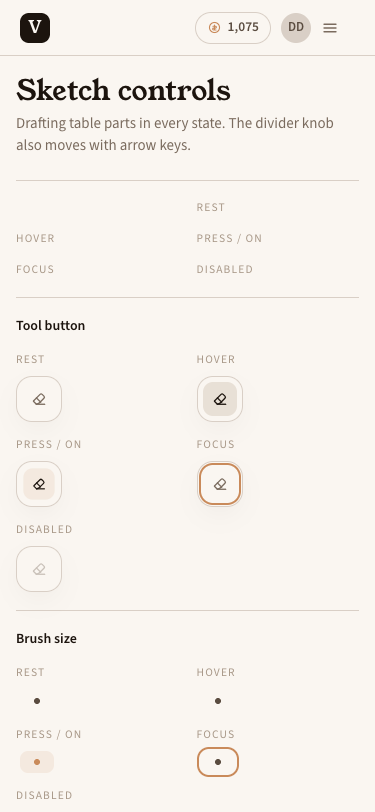 V
1,075
DD
Sketch controls
Drafting table parts in every state. The divider knob
also moves with arrow keys.
REST
HOVER
PRESS / ON
FOCUS
DISABLED
Tool button
REST
HOVER
PRESS / ON
FOCUS
DISABLED
Brush size
REST
HOVER
PRESS / ON
FOCUS
DISABLED